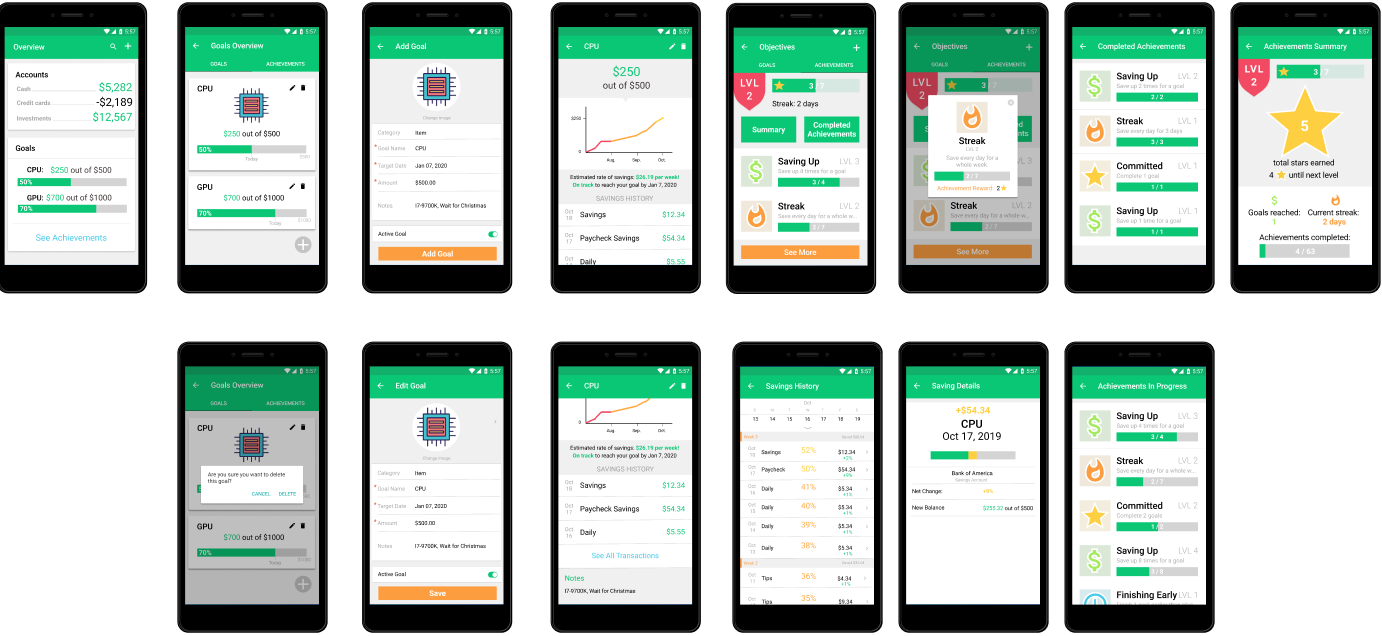 5:57
Overview
Accounts
Cash $5,282
Credit cards -$2,189
Investments $12,567
Goals
CPU: $250 out of $500
50%
GPU: $700 out of $1000
70%
See Achievements
5:57
Goals Overview
GOALS ACHIEVEMENTS
CPU
$250 out of $500
50%
Today $500
GPU
$700 out of $1000
70%
Today $1000
5:57
Add Goal
Change Image
Category Item
* Goal Name CPU
* Target Date Jan 07, 2020
* Amount $500.00
Notes I7-9700K, Wait for Christmas
Active Goal
Add Goal
5:57
CPU
$250
out of $500
$250
0
Aug. Sep. Oct.
Estimated rate of savings: $26.19 per week!
On track to reach your goal by Jan 7, 2020
SAVINGS HISTORY
Oct 18 Savings $12.34
Oct 17 Paycheck Savings $54.34
Oct Daily $5.55
5:57
Objectives
GOALS ACHIEVEMENTS
LVL 2
3 / 7
Streak: 2 days
Summary
Completed Achievements
Saving Up LVL 3
Save up 4 times for a goal
3 / 4
Streak LVL 2
Save every day for a whole w...
2 / 7
See More
5:57
Objectives
GOALS ACHIEVEMENTS
LVL 2
3 / 7
Streak
LVL 2
Save every day for a whole week.
2 / 7
Achievement Reward: 2
Streak LVL 2
Save every day for a whole w...
2 / 7
See More
5:57
Completed Achievements
Saving Up LVL 2
Save up 2 times for a goal
2 / 2
Streak LVL 1
Save every day for 3 days
3 / 3
Committed LVL 1
Complete 1 goal
1 / 1
Saving Up LVL 1
Save up 1 time for a goal
1 / 1
5:57
Achievements Summary
LVL 2
3 / 7
5
total stars earned
4 until next level
Goals reached: 1
Current streak: 2 days
Achievements completed:
4 / 63
5:57
Goals Overview
GOALS ACHIEVEMENTS
CPU
Are you sure you want to delete this goal?
CANCEL DELETE
GPU
$700 out of $1000
70%
Today $1000
5:57
Edit Goal
Change Image
Category Item
* Goal Name CPU
* Target Date Jan 07, 2020
* Amount $500.00
Notes I7-9700K, Wait for Christmas
Active Goal
Save
5:57
CPU
0
Aug. Sep. Oct.
Estimated rate of savings: $26.19 per week!
On track to reach your goal by Jan 7, 2020
SAVINGS HISTORY
Oct 18 Savings $12.34
Oct 17 Paycheck Savings $54.34
Oct 16 Daily $5.55
See All Transactions
Notes
I7-9700K, Wait for Christmas
5:57
Savings History
Oct
S M T W T F S
13 14 15 16 17 18 19
Savings 52% $12.34
+2%
Paycheck 50% $54.34
+9%
Daily 41% $5.34
+1%
Daily 40% $5.34
+1%
Daily 39% $5.34
+1%
Daily 38% $5.34
+1%
Tips 36% $4.34
+1%
Tips 35% $9.34
5:57
Saving Details
+$54.34
CPU
Oct 17, 2019
Bank of America
Savings Account
Net Change: +9%
New Balance $255.32 out of $500
5:57
Achievements In Progress
Saving Up LVL 3
Save up 4 times for a goal
3 / 4
Streak LVL 2
Save every day for a whole w...
2 / 7
Committed LVL 2
Complete 2 goals
1 / 2
Saving Up LVL 4
Save up 8 times for a goal
3 / 8
Finishing Early LVL 1